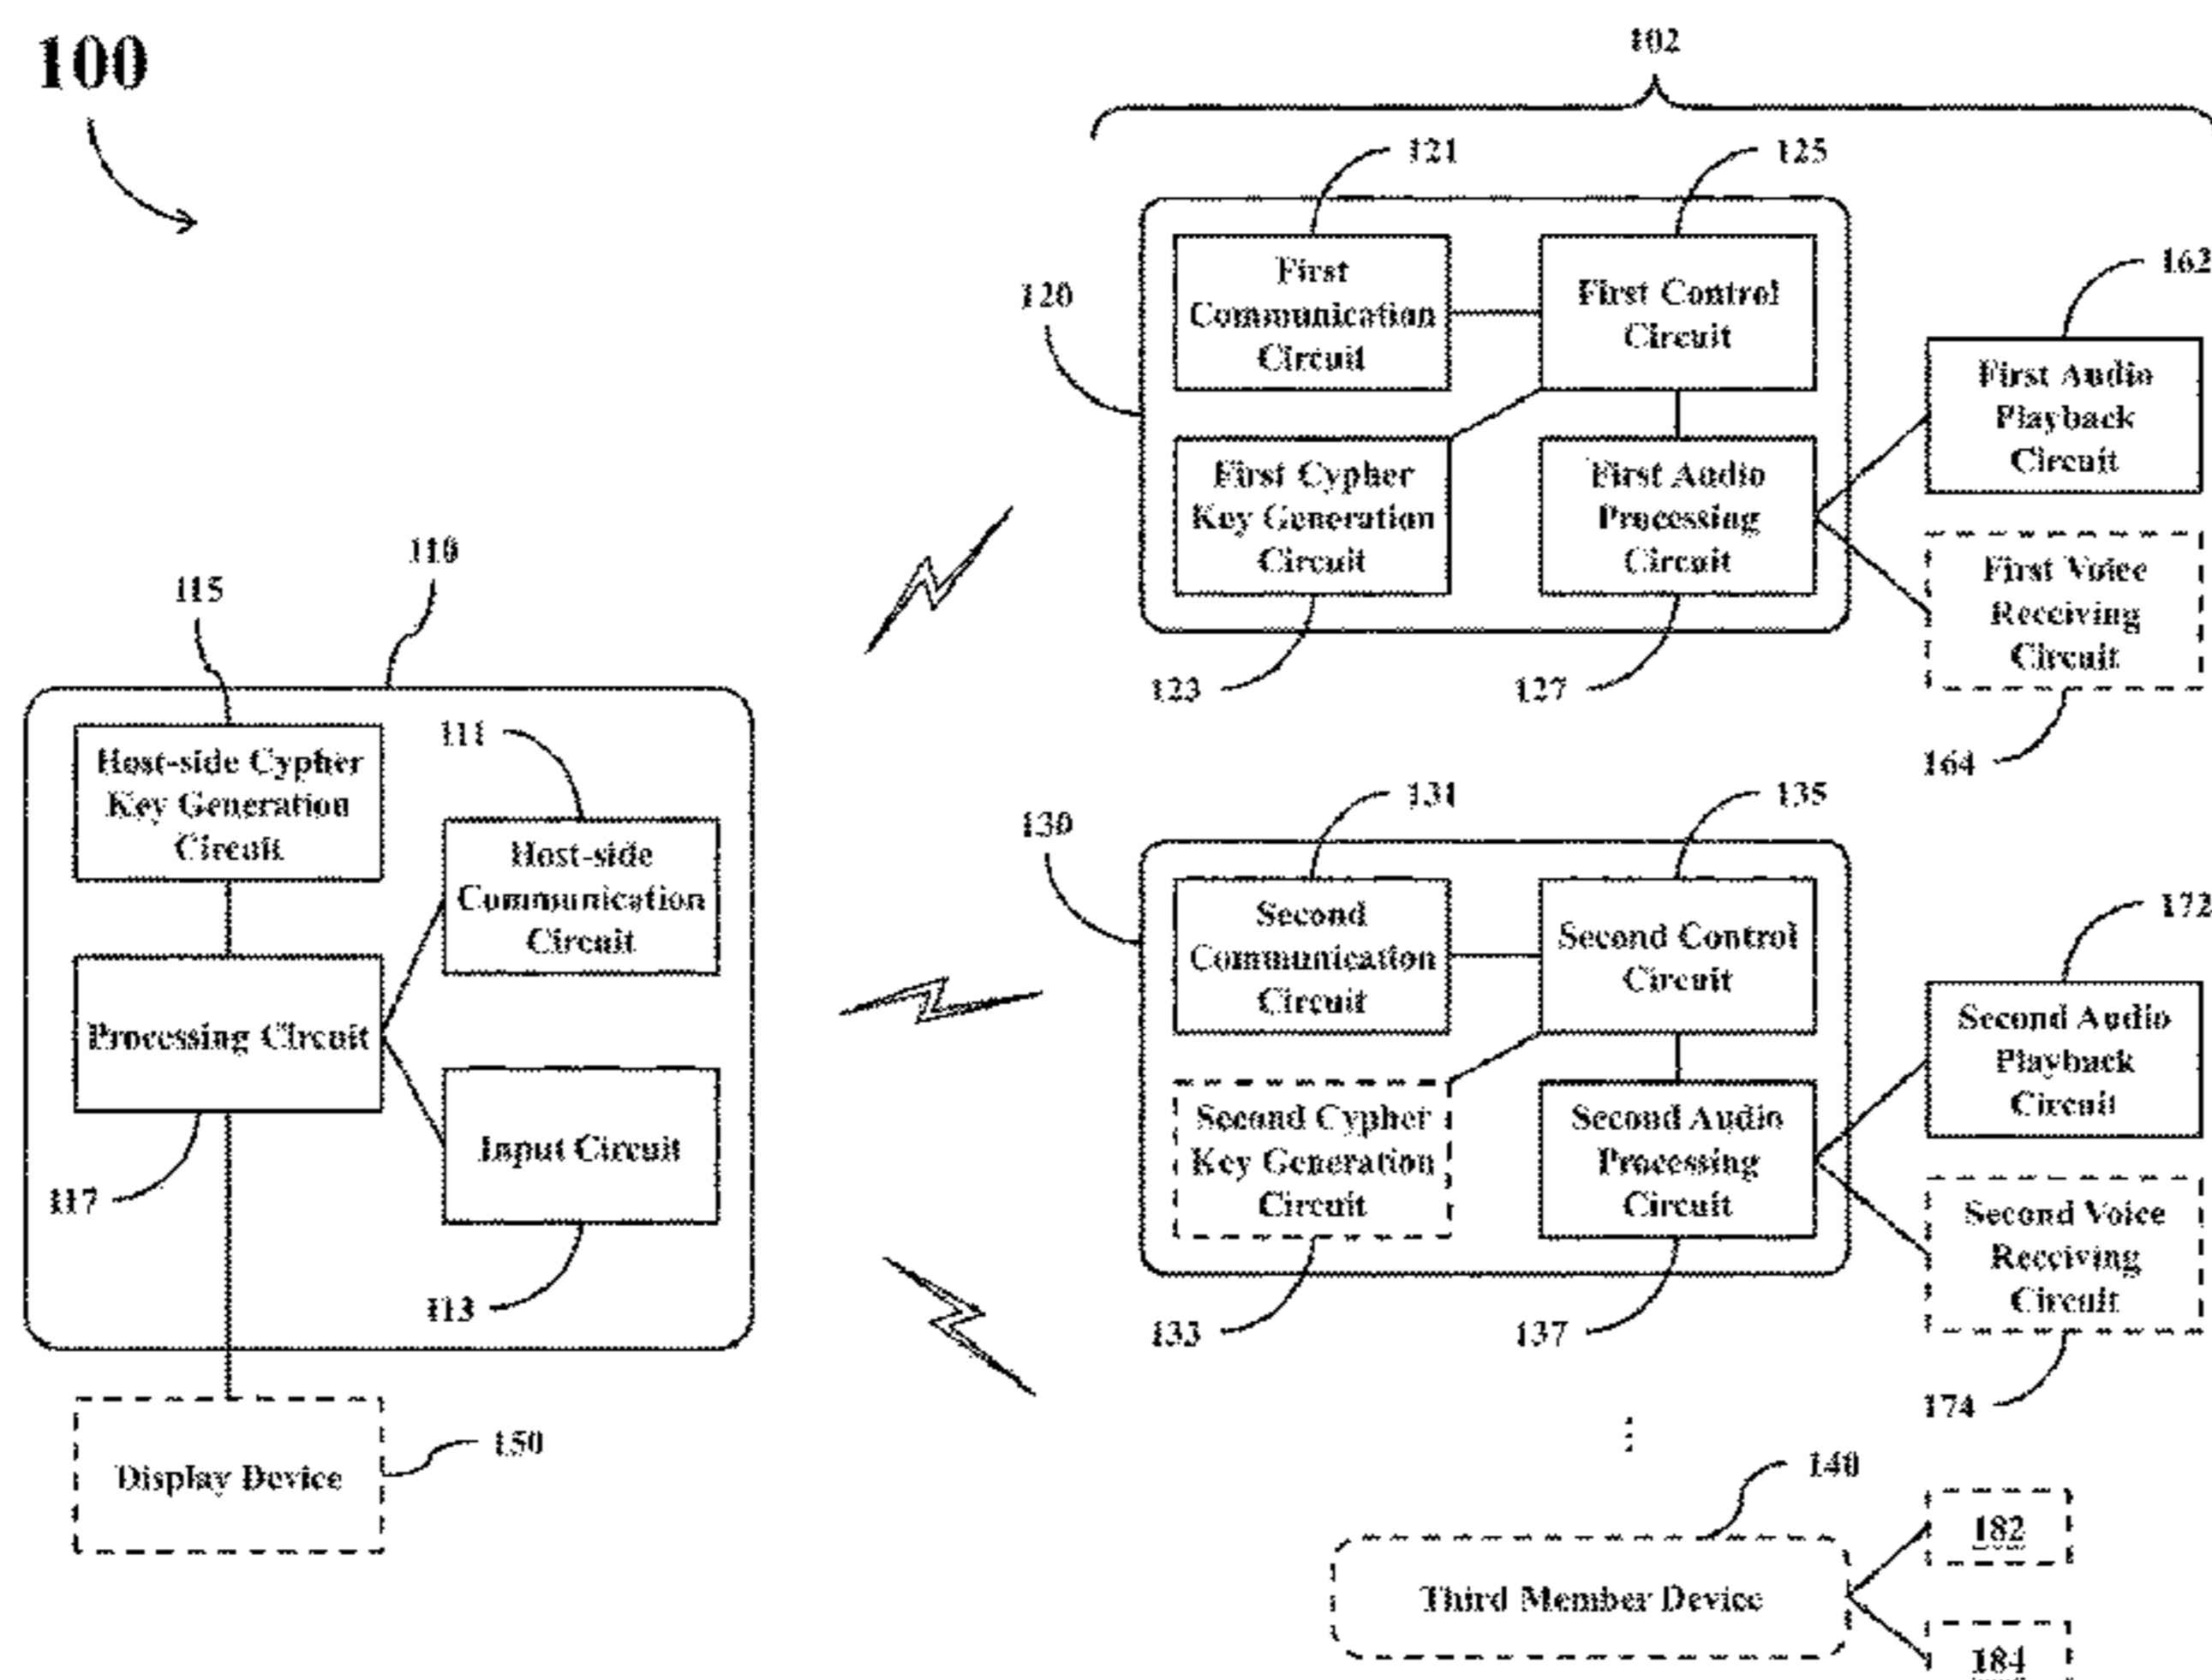 100
102
121
125
120
First
Communication
Circuit
First Control
Circuit
162
First Audio
Playback
Circuit
First Cypher
Key Generation
Circuit
First Audio
Processing
Circuit
First Voice
Receiving
Circuit
123
127
164
110
115
111
Host-side Cypher
Key Generation
Circuit
Host-side
Communication
Circuit
Processing Circuit
Input Circuit
117
113
Display Device
150
130
131
135
Second
Communication
Circuit
Second Control
Circuit
172
Second Audio
Playback
Circuit
Second Cypher
Key Generation
Circuit
Second Audio
Processing
Circuit
Second Voice
Receiving
Circuit
133
137
174
140
Third Member Device
182
184